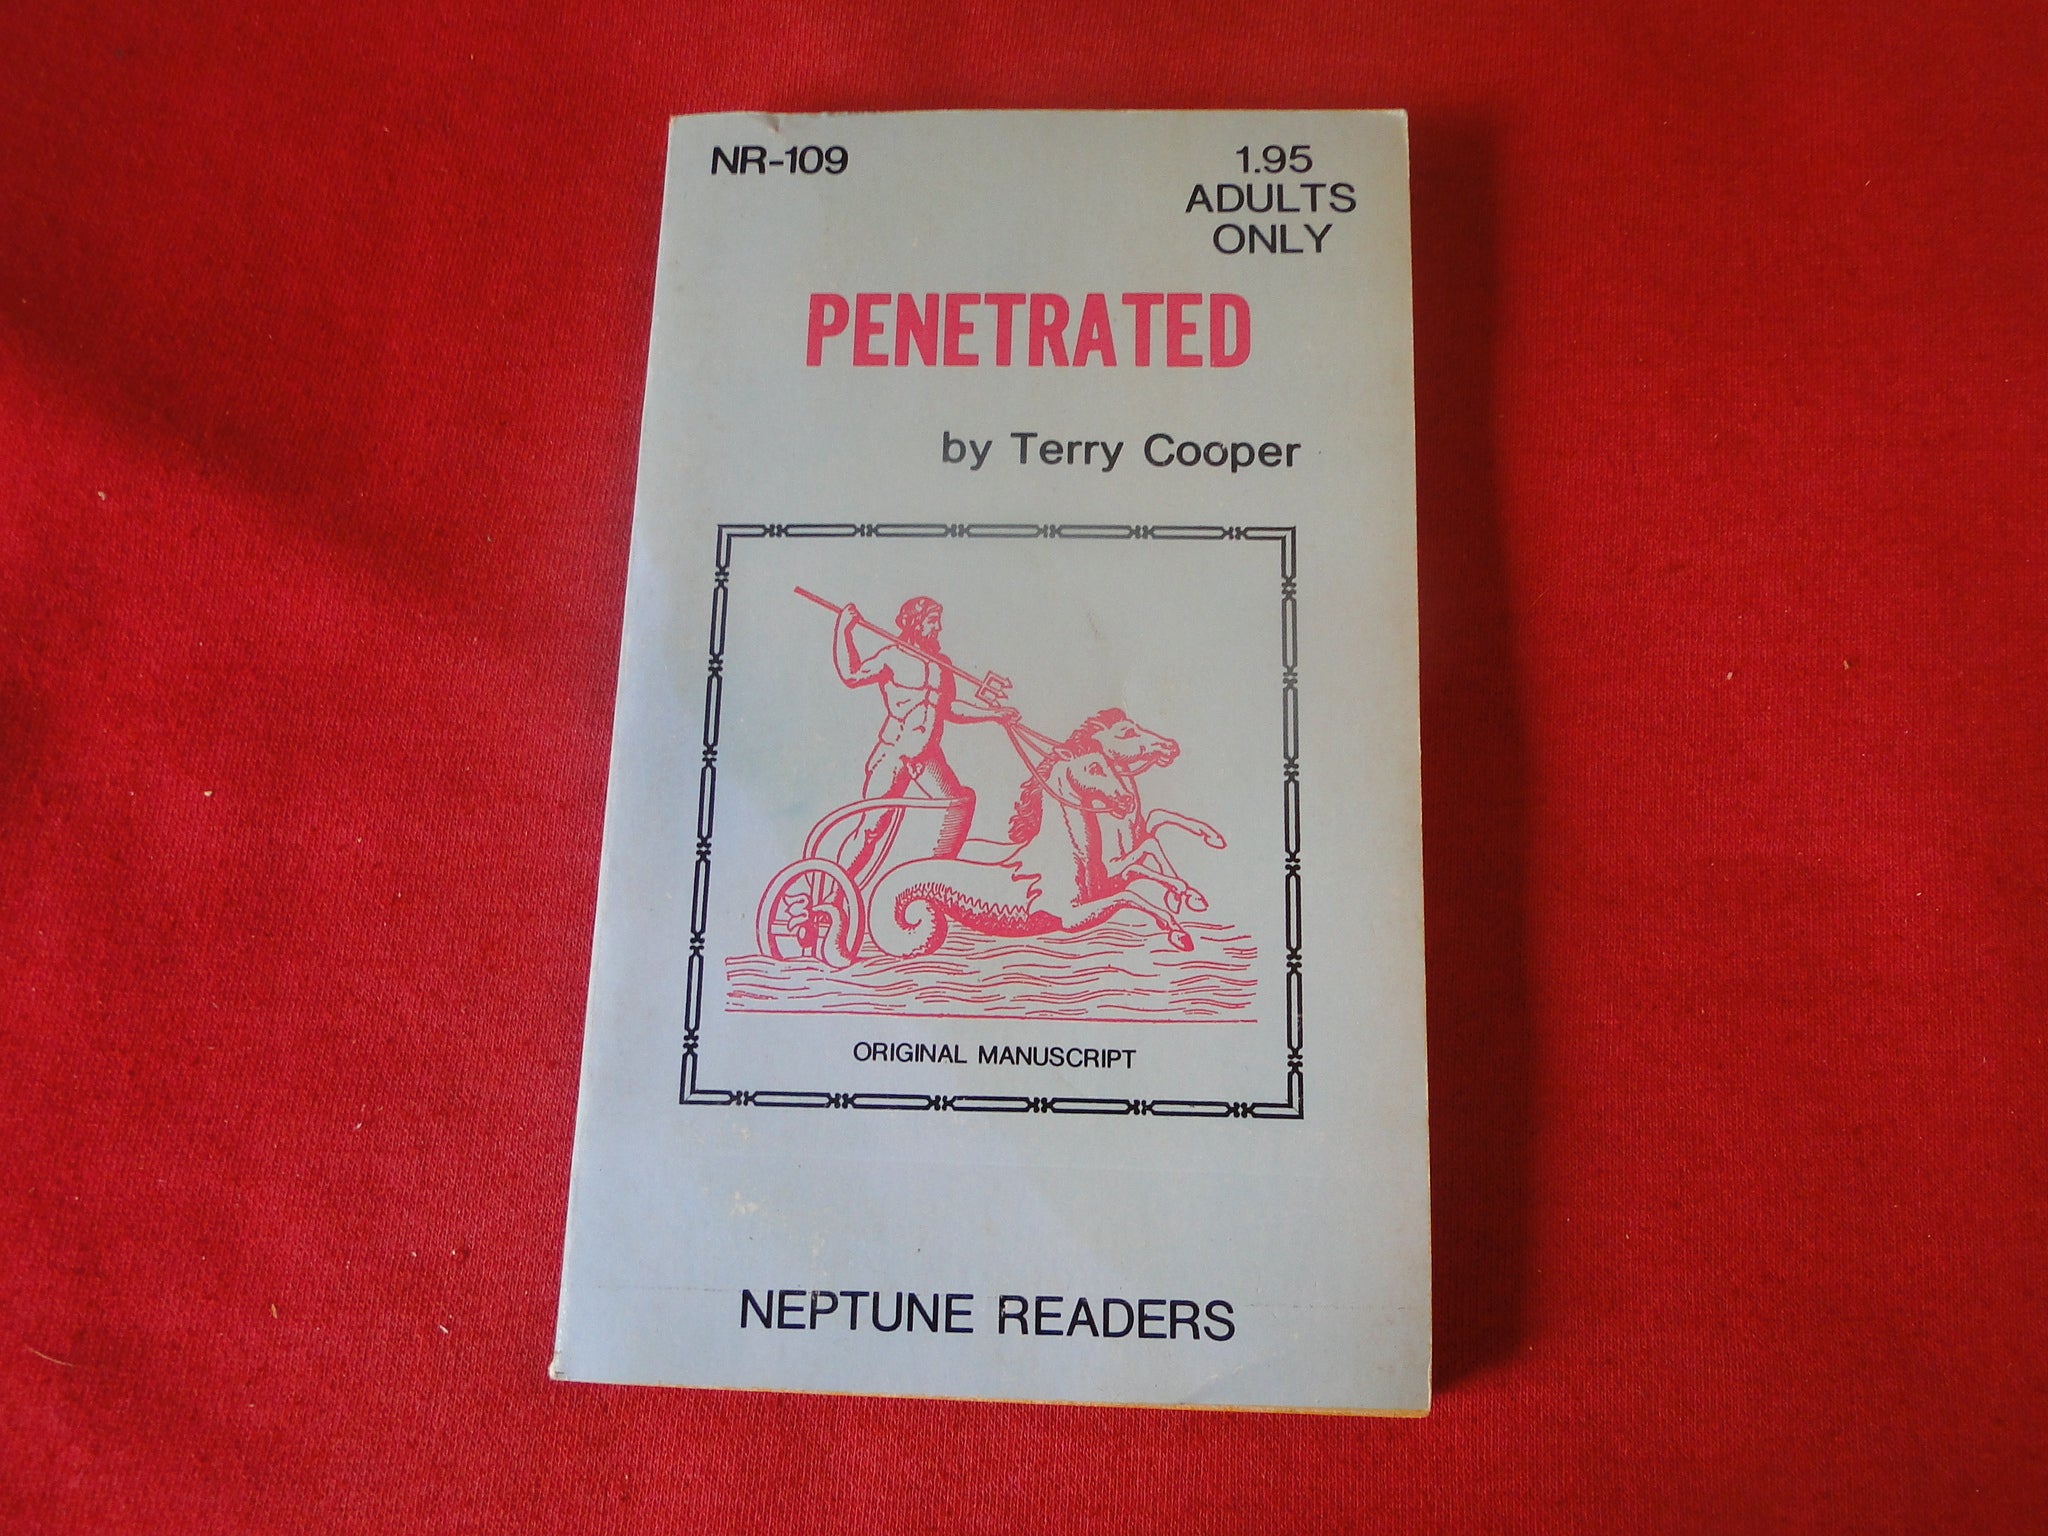 NR-109
1.95
ADULTS
ONLY
PENETRATED
by Terry Cooper
ORIGINAL MANUSCRIPT
NEPTUNE READERS